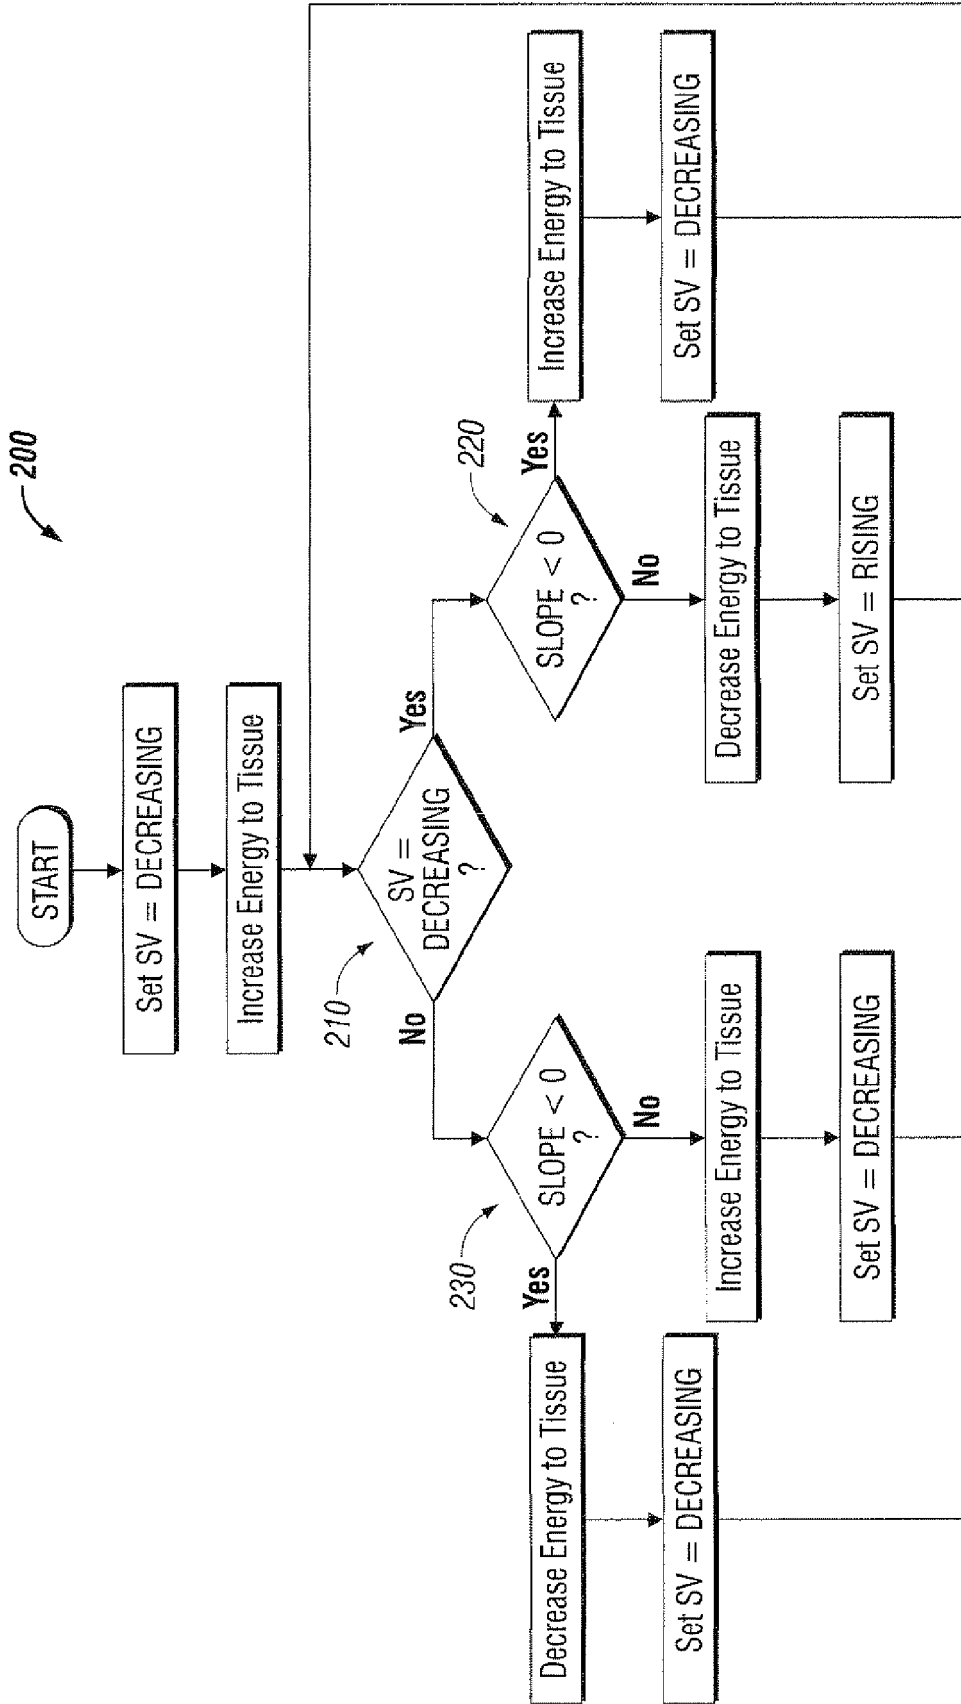 200
START
Set SV = DECREASING
Increase Energy to Tissue
210
SV =
DECREASING
?
No
Yes
230
SLOPE < 0
?
Yes
No
220
SLOPE < 0
?
Yes
No
Decrease Energy to Tissue
Set SV = DECREASING
Increase Energy to Tissue
Set SV = DECREASING
Decrease Energy to Tissue
Set SV = RISING
Increase Energy to Tissue
Set SV = DECREASING